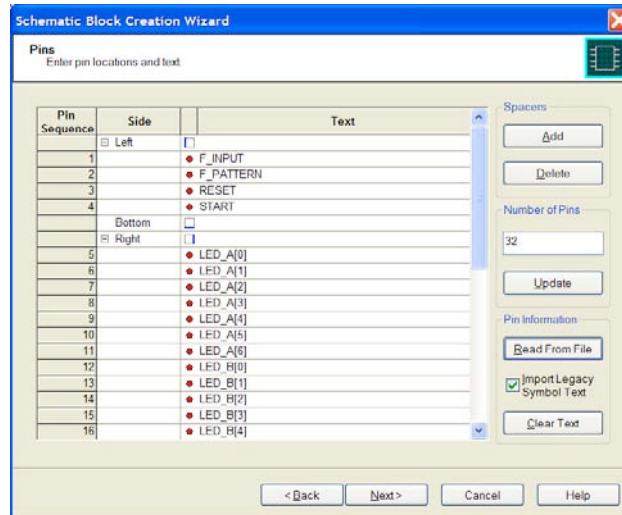 Schematic Block Creation Wizard
Pins
Enter pin locations and text
Pin Sequence Side Text
Left
1 F_INPUT
2 F_PATTERN
3 RESET
4 START
Bottom
Right
5 LED_A[0]
6 LED_A[1]
7 LED_A[2]
8 LED_A[3]
9 LED_A[4]
10 LED_A[5]
11 LED_A[6]
12 LED_B[0]
13 LED_B[1]
14 LED_B[2]
15 LED_B[3]
16 LED_B[4]
Spacers
Add
Delete
Number of Pins
32
Update
Pin Information
Read From File
Import Legacy
Symbol Text
Clear Text
< Back Next > Cancel Help